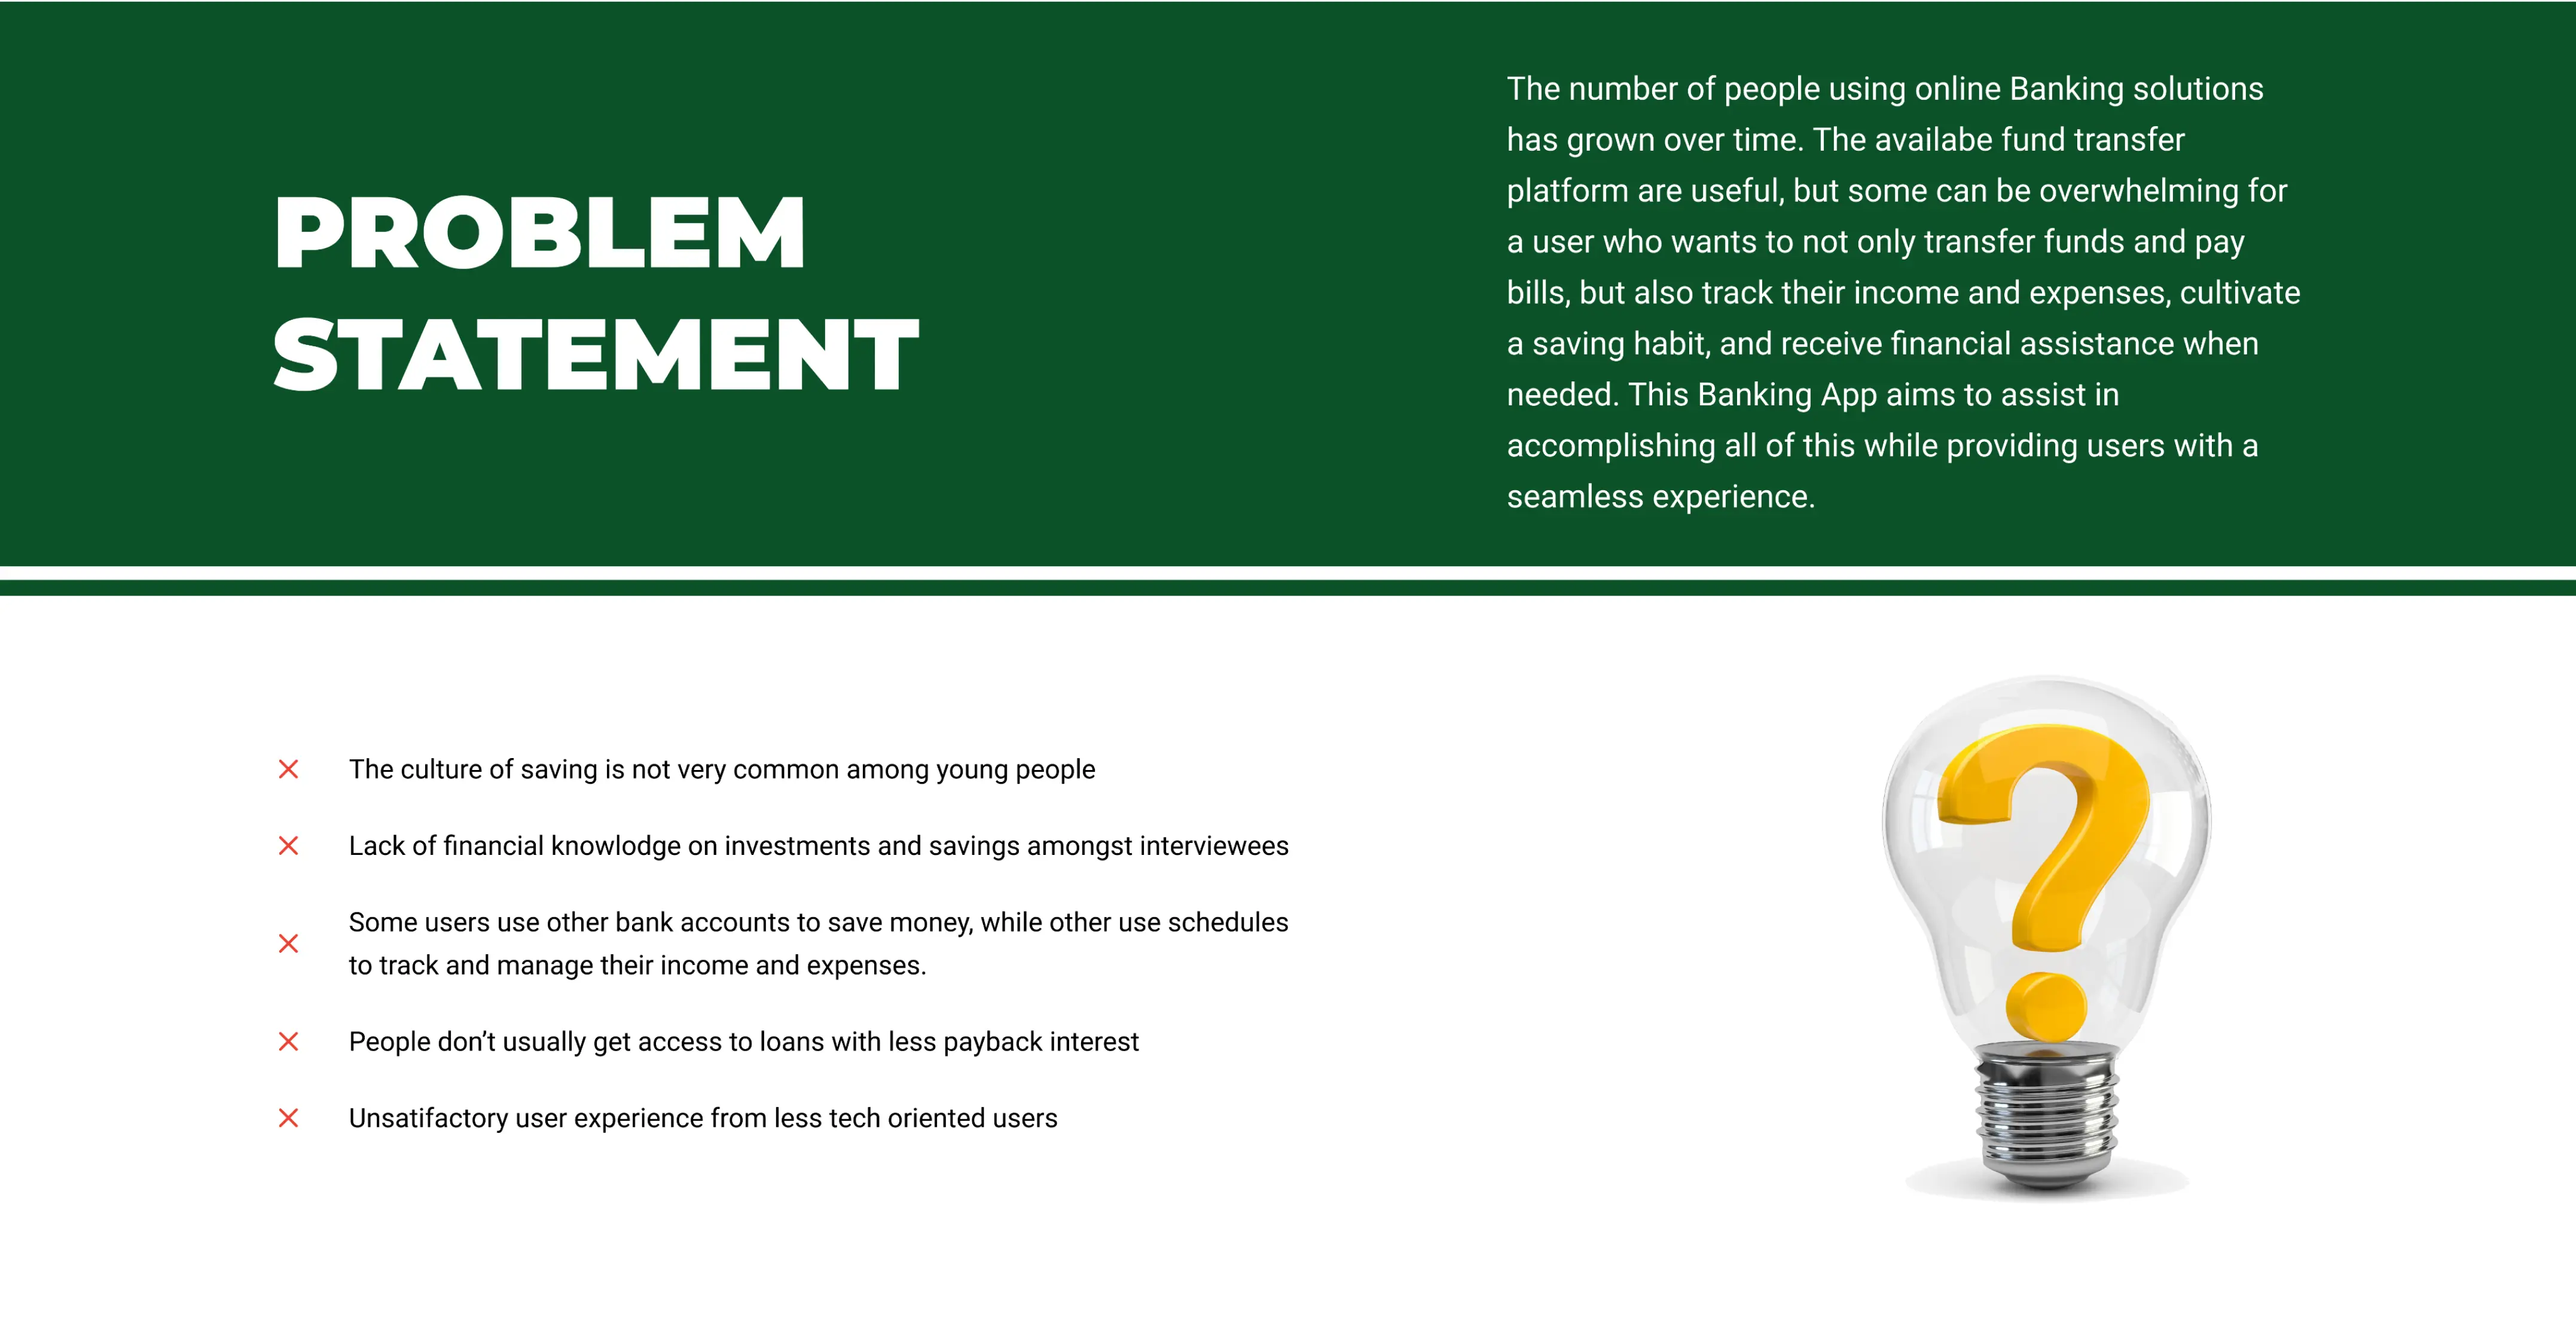 PROBLEM
STATEMENT
The number of people using online Banking solutions
has grown over time. The availabe fund transfer
platform are useful, but some can be overwhelming for
a user who wants to not only transfer funds and pay
bills, but also track their income and expenses, cultivate
a saving habit, and receive financial assistance when
needed. This Banking App aims to assist in
accomplishing all of this while providing users with a
seamless experience.
The culture of saving is not very common among young people
Lack of financial knowlodge on investments and savings amongst interviewees
Some users use other bank accounts to save money, while other use schedules
to track and manage their income and expenses.
People don’t usually get access to loans with less payback interest
Unsatifactory user experience from less tech oriented users
?